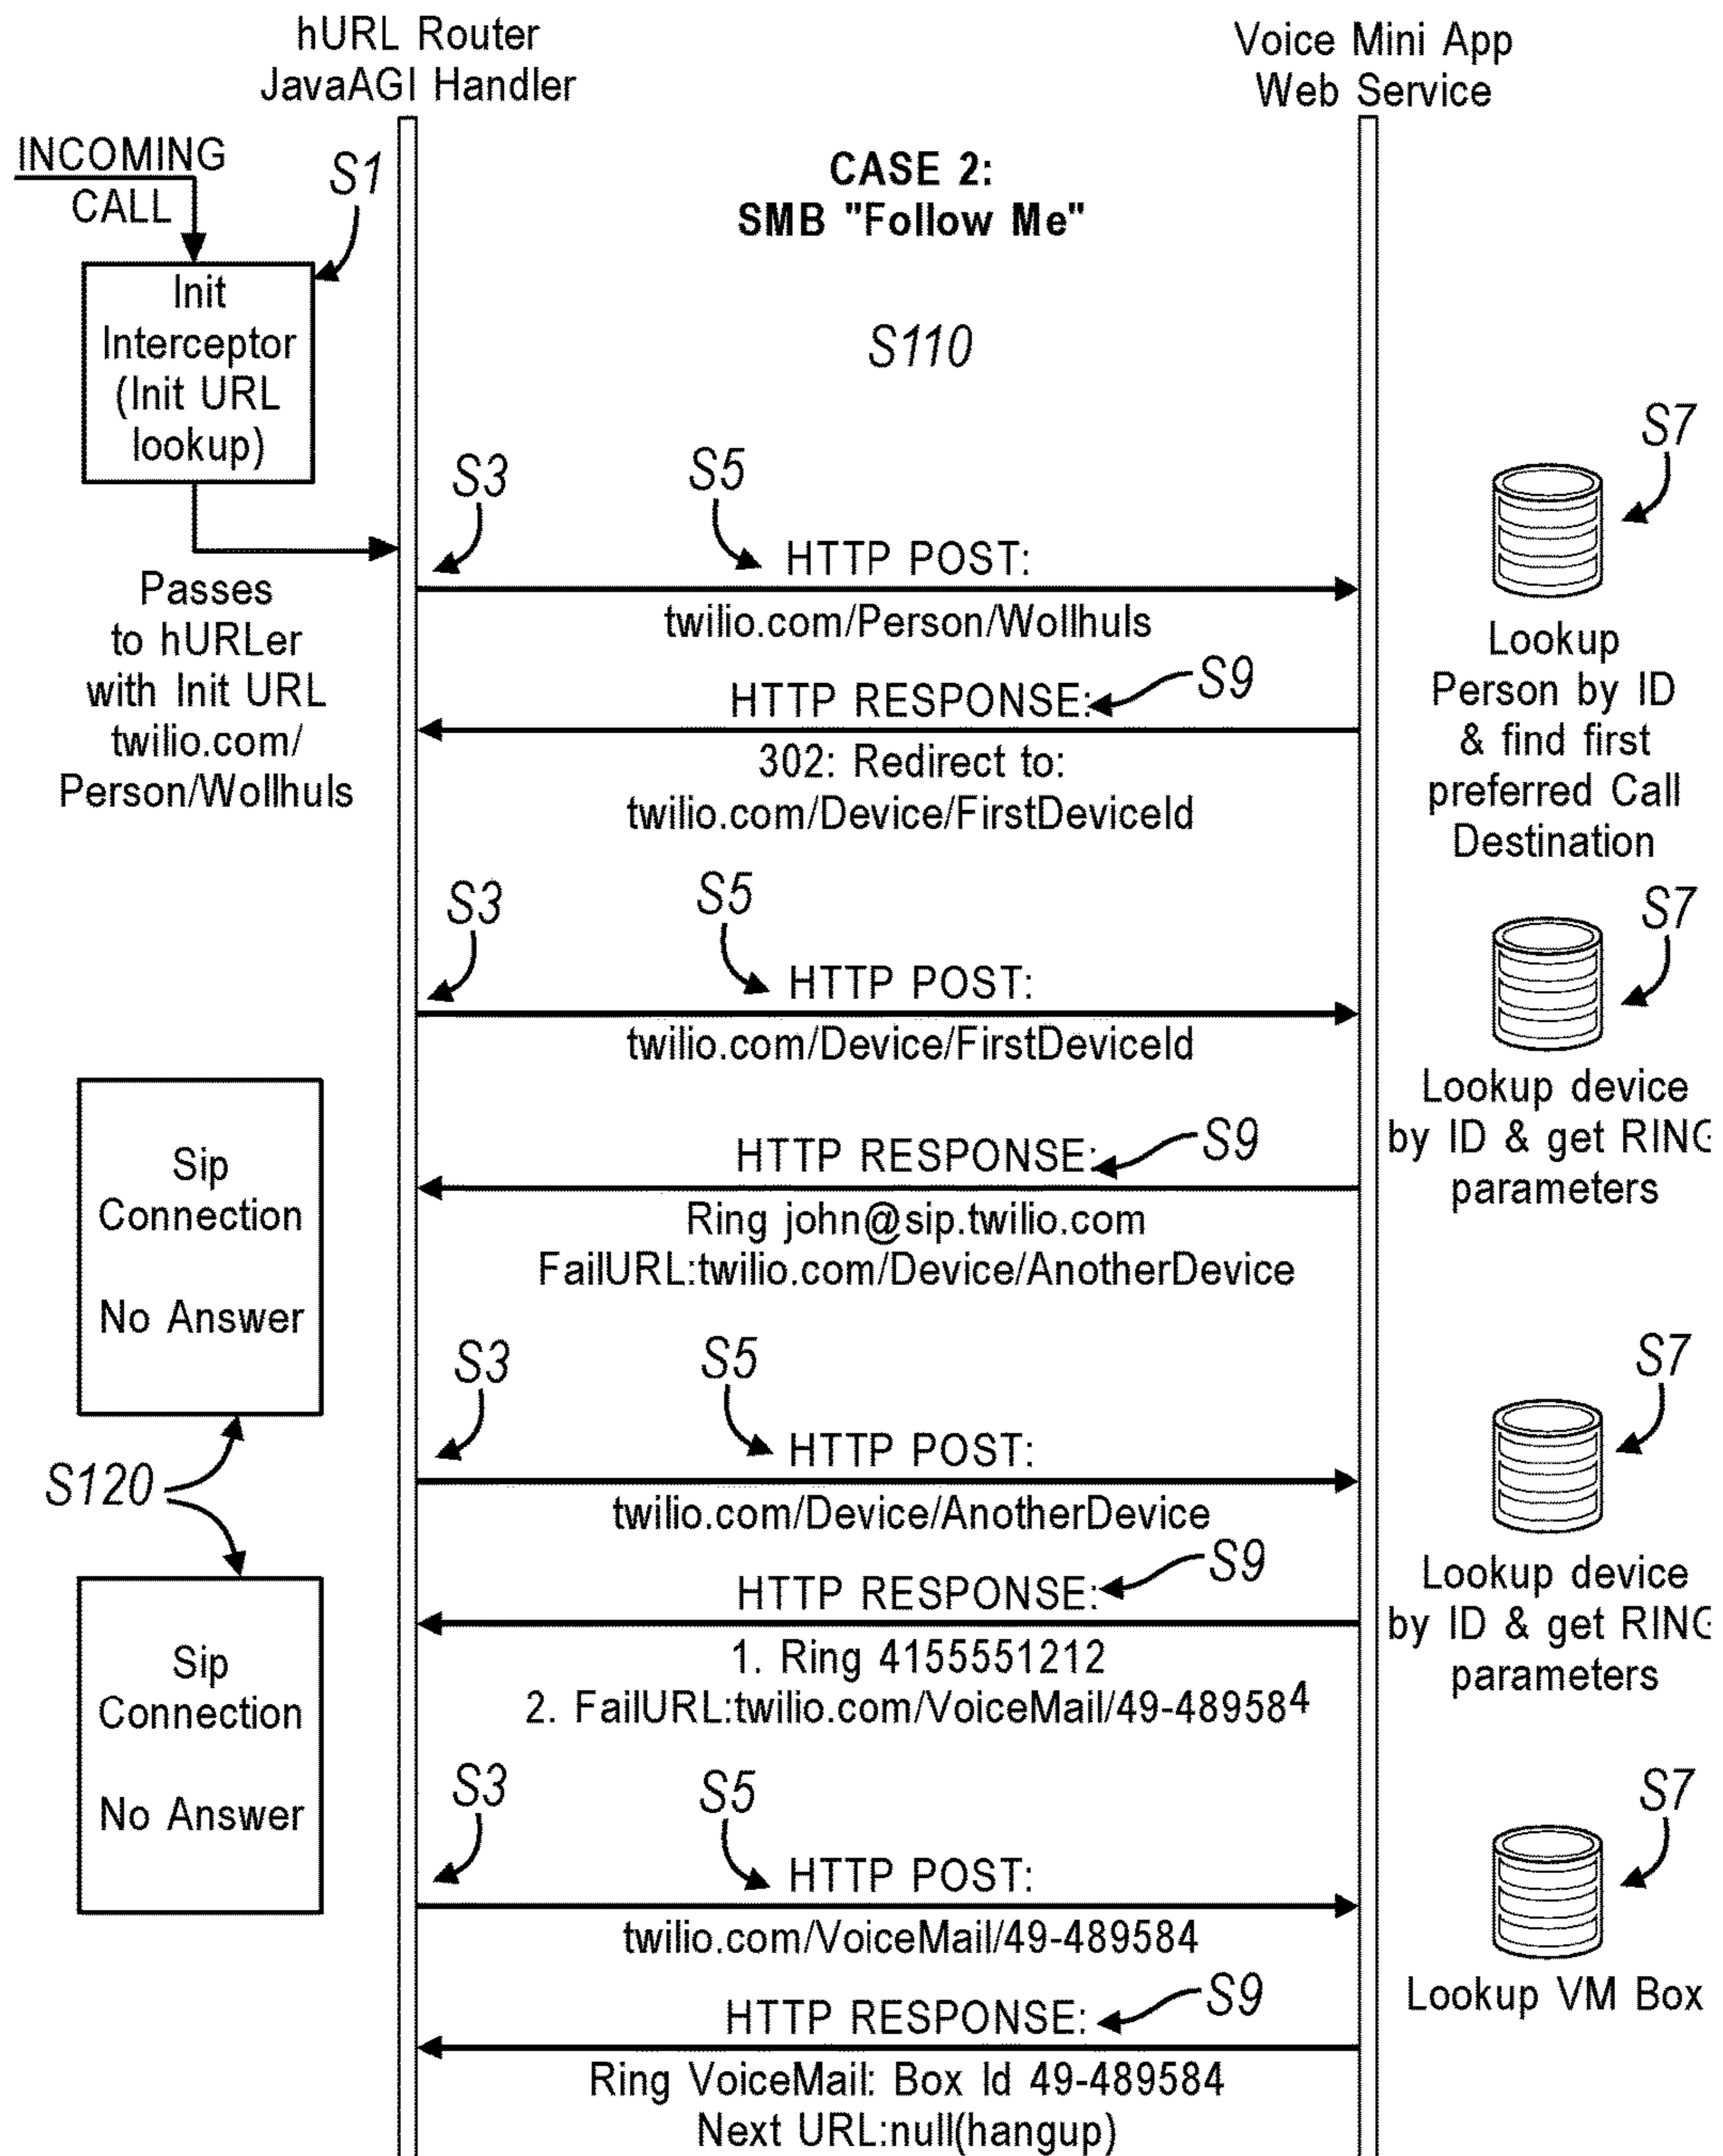 hURL Router
JavaAGI Handler
Voice Mini App
Web Service
INCOMING
CALL
S1
CASE 2:
SMB "Follow Me"
Init
Interceptor
(Init URL
lookup)
S110
S7
S3
S5
HTTP POST:
twilio.com/Person/Wollhuls
Passes
to hURLer
with Init URL
twilio.com/
Person/Wollhuls
Lookup
Person by ID
& find first
preferred Call
Destination
HTTP RESPONSE:
S9
302: Redirect to:
twilio.com/Device/FirstDeviceId
S3
S5
S7
HTTP POST:
twilio.com/Device/FirstDeviceId
Lookup device
by ID & get RING
parameters
Sip
Connection
No Answer
HTTP RESPONSE:
S9
Ring john@sip.twilio.com
FailURL:twilio.com/Device/AnotherDevice
S3
S5
S7
HTTP POST:
twilio.com/Device/AnotherDevice
S120
Lookup device
by ID & get RING
parameters
HTTP RESPONSE:
S9
1. Ring 4155551212
2. FailURL:twilio.com/VoiceMail/49-489584
Sip
Connection
No Answer
S3
S5
S7
HTTP POST:
twilio.com/VoiceMail/49-489584
Lookup VM Box
HTTP RESPONSE:
S9
Ring VoiceMail: Box Id 49-489584
Next URL:null(hangup)